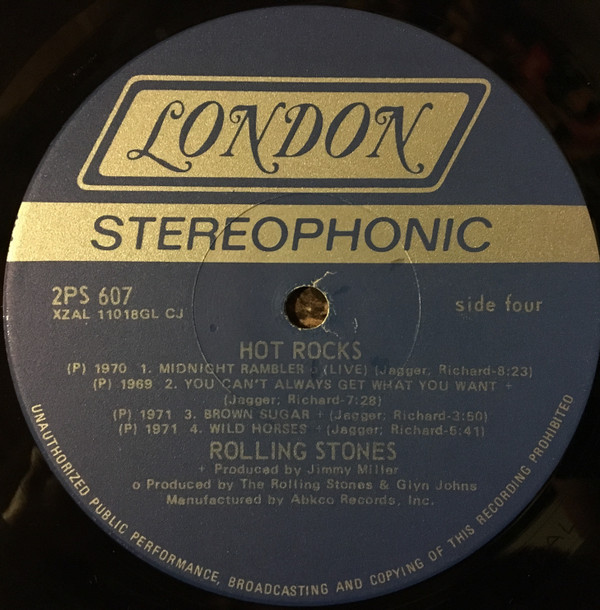 LONDON
STEREOPHONIC
2PS 607
XZAL 11018GL CJ
side four
HOT ROCKS
(P) 1970 1. MIDNIGHT RAMBLER o (LIVE) (Jagger; Richard-8:23)
(P) 1969 2. YOU CAN'T ALWAYS GET WHAT YOU WANT +
(Jagger; Richard-7:28)
(P) 1971 3. BROWN SUGAR + (Jagger; Richard-3:50)
(P) 1971 4. WILD HORSES + (Jagger; Richard-5:41)
ROLLING STONES
+ Produced by Jimmy Miller
o Produced by The Rolling Stones & Glyn Johns
Manufactured by Abkco Records, Inc.
UNAUTHORIZED PUBLIC PERFORMANCE, BROADCASTING AND COPYING OF THIS RECORDING PROHIBITED